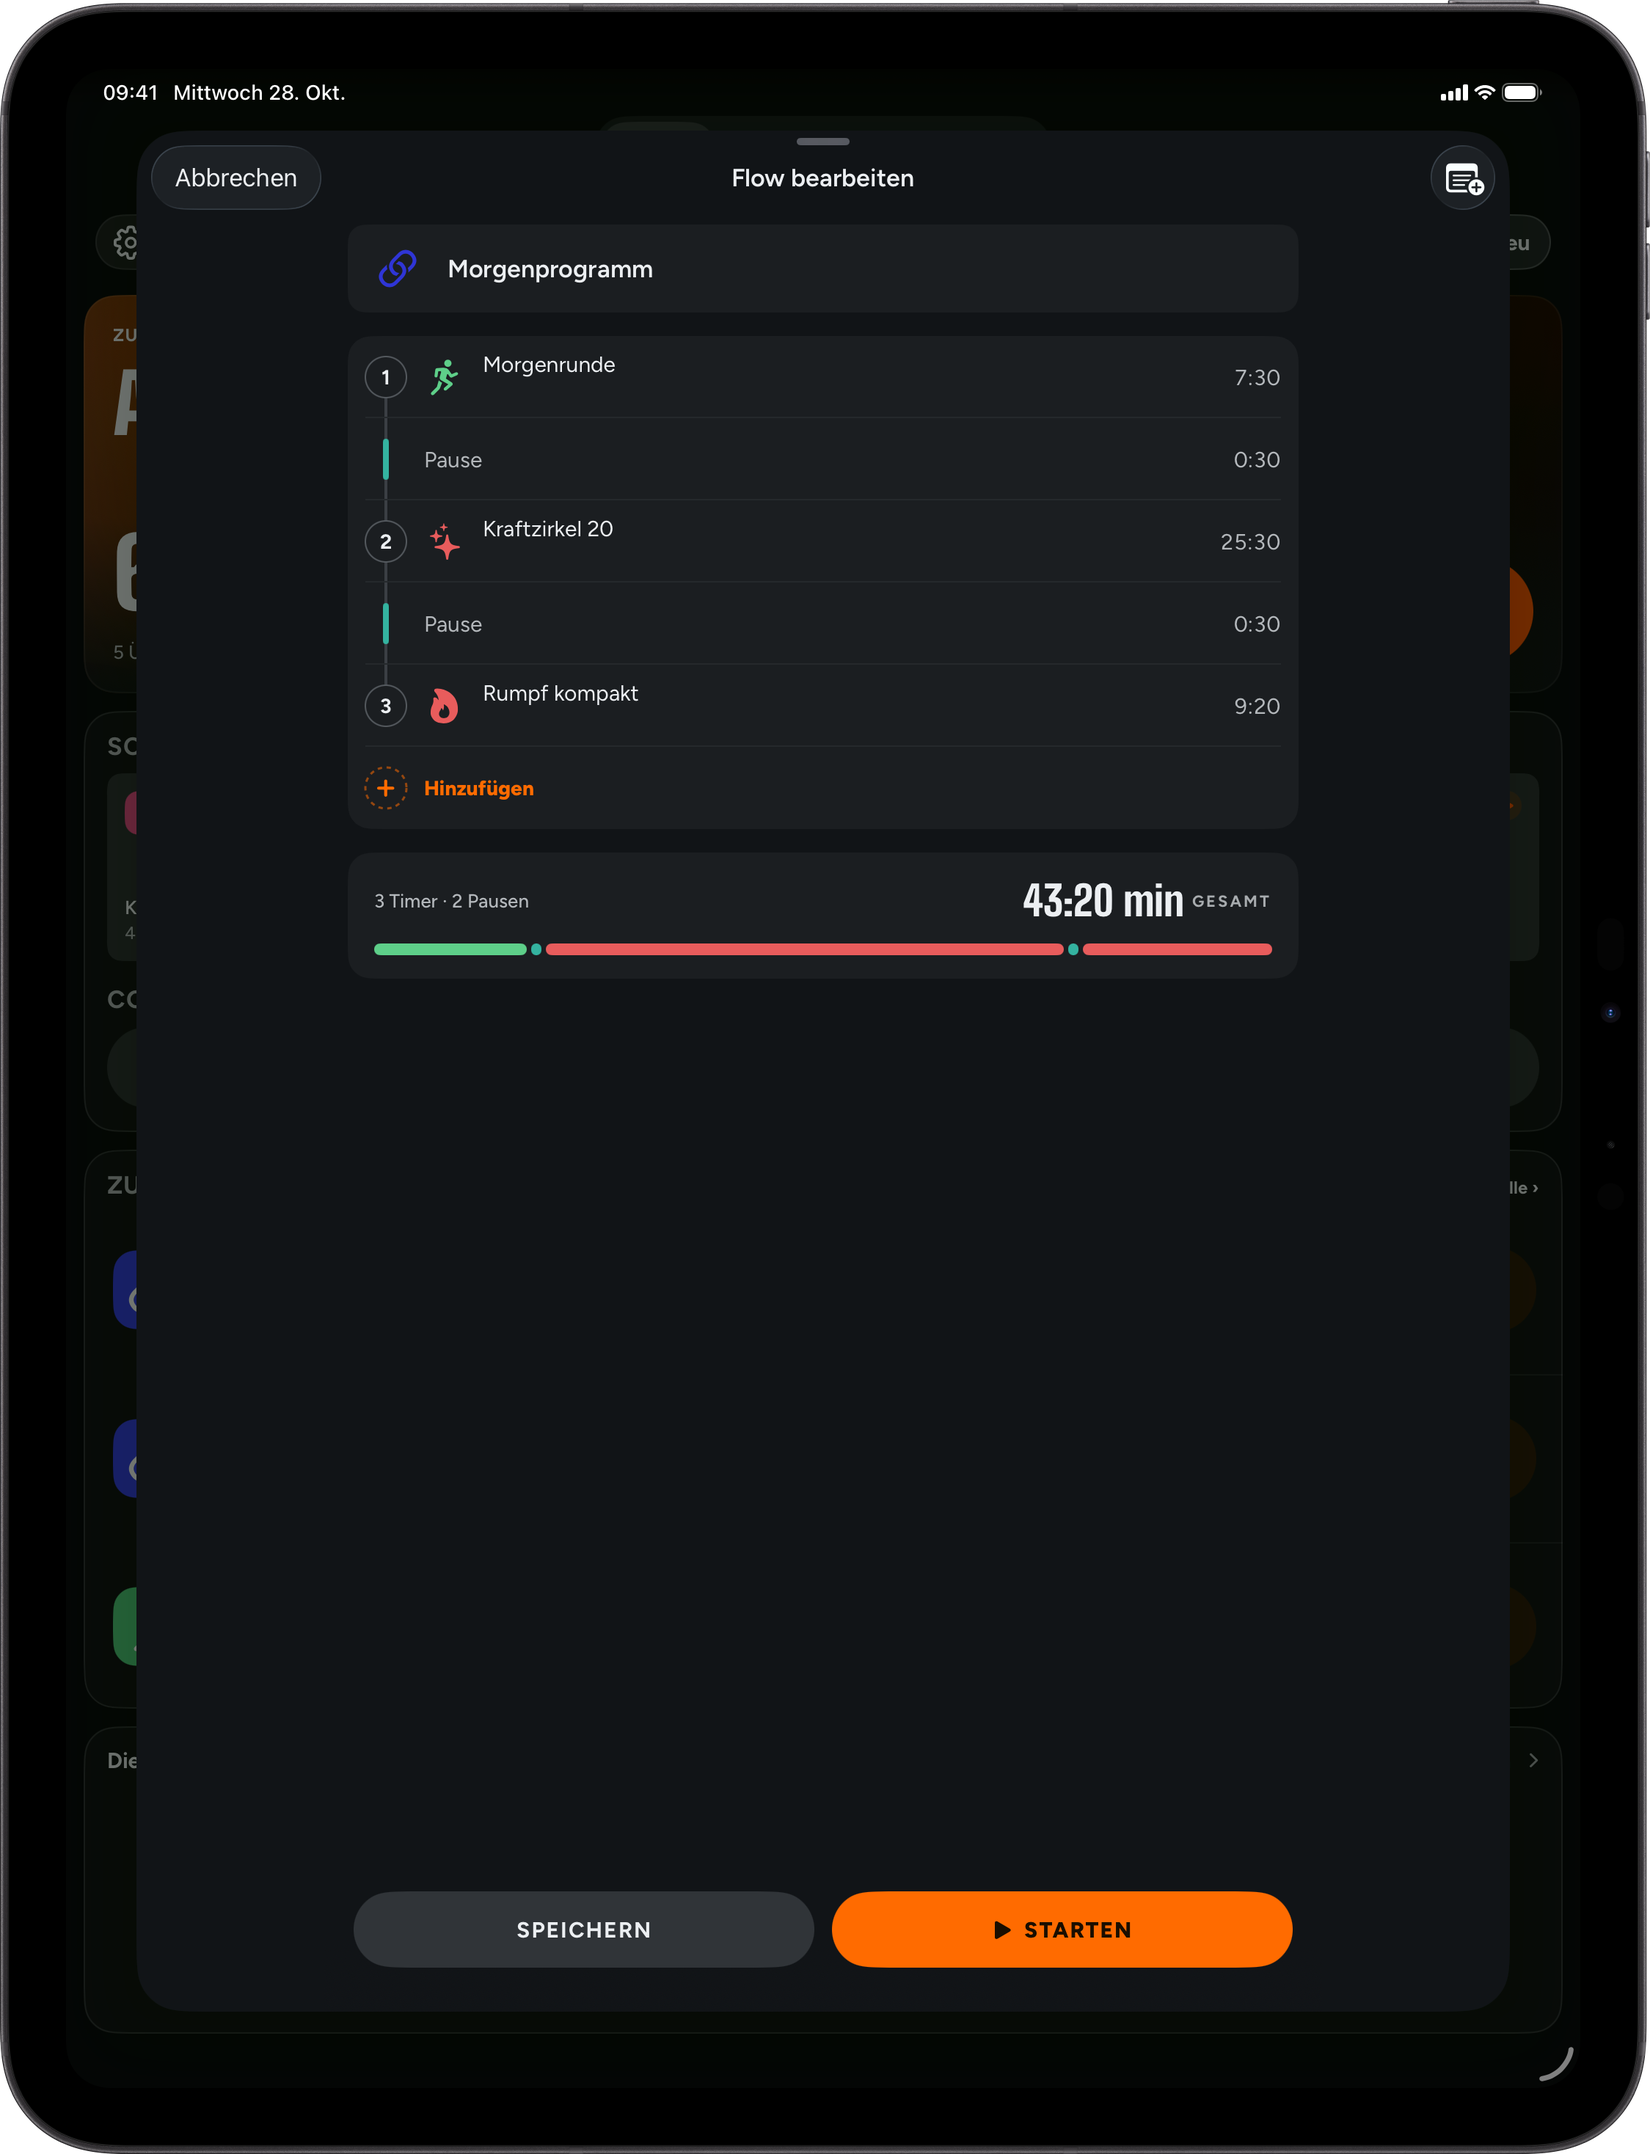 09:41 Mittwoch 28. Okt.
Abbrechen
Flow bearbeiten
Morgenprogramm
1 Morgenrunde 7:30
Pause 0:30
2 Kraftzirkel 20 25:30
Pause 0:30
3 Rumpf kompakt 9:20
Hinzufügen
3 Timer · 2 Pausen 43:20 min GESAMT
SPEICHERN
STARTEN